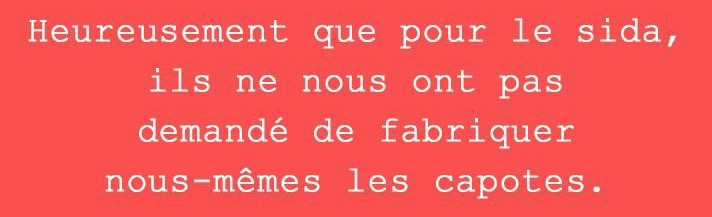 Heureusement que pour le sida,
ils ne nous ont pas
demandé de fabriquer
nous-mêmes les capotes.